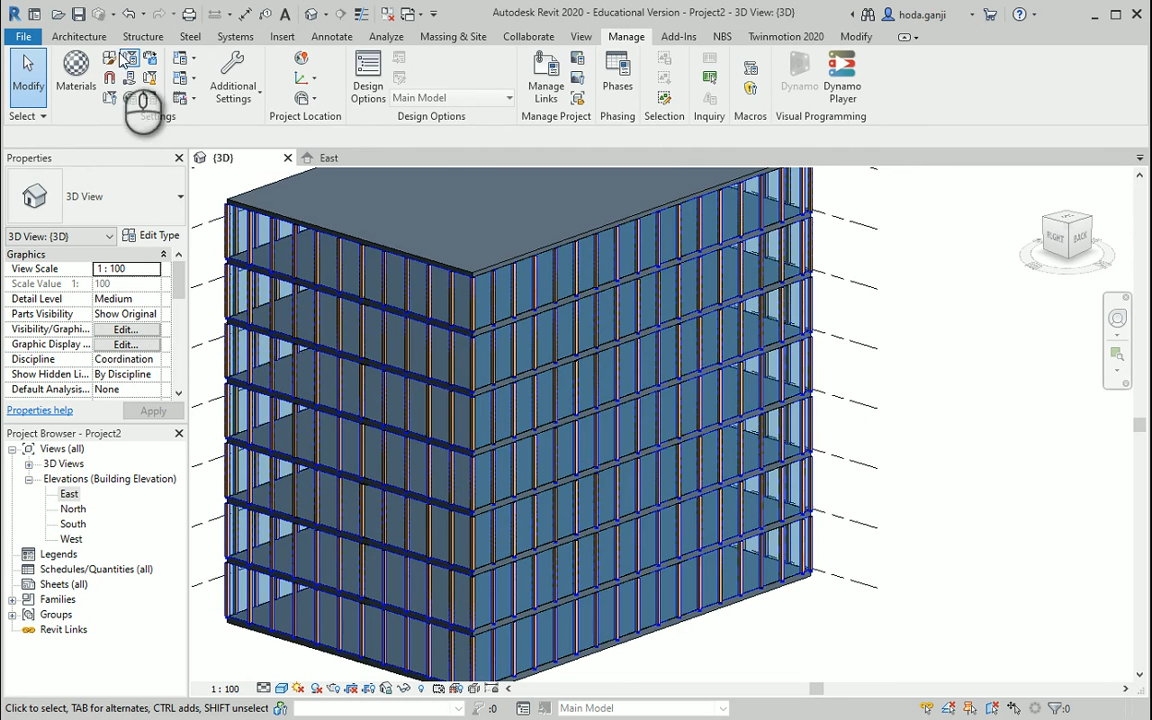 Autodesk Revit 2020 - Educational Version - Project2 - 3D View: {3D}
hoda.ganji
File Architecture Structure Steel Systems Insert Annotate Analyze Massing & Site Collaborate View Manage Add-Ins NBS Twinmotion 2020 Modify
Modify
Materials
Additional Settings
Design Options
Main Model
Manage Links
Phases
Dynamo
Dynamo Player
Select Settings Project Location Design Options Manage Project Phasing Selection Inquiry Macros Visual Programming
Properties
{3D}
East
3D View
3D View: {3D}
Edit Type
Graphics
View Scale 1 : 100
Scale Value 1: 100
Detail Level Medium
Parts Visibility Show Original
Visibility/Graphi... Edit...
Graphic Display ... Edit...
Discipline Coordination
Show Hidden Li... By Discipline
Default Analysis... None
Properties help Apply
Project Browser - Project2
Views (all)
3D Views
Elevations (Building Elevation)
East
North
South
West
Legends
Schedules/Quantities (all)
Sheets (all)
Families
Groups
Revit Links
RIGHT BACK
1 : 100
Click to select, TAB for alternates, CTRL adds, SHIFT unselect
:0
Main Model
:0